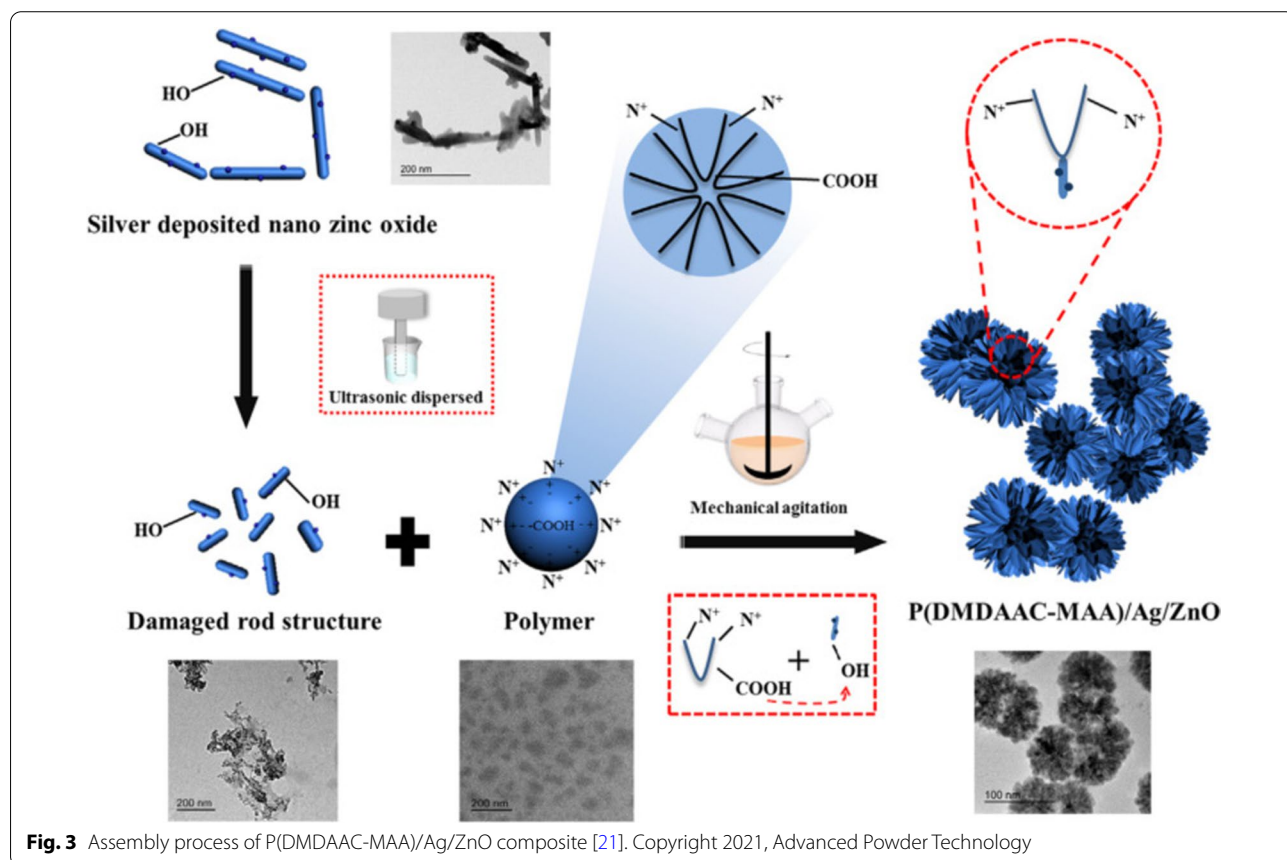 HO
OH
200 nm
Silver deposited nano zinc oxide
N⁺
N⁺
COOH
N⁺
N⁺
Ultrasonic dispersed
HO
OH
Damaged rod structure
N⁺
N⁺
N⁺
N⁺
N⁺
N⁺
N⁺
N⁺
+ + + + + + + +
- - - - - - - -
COOH
Polymer
Mechanical agitation
N⁺
N⁺
COOH
+
OH
P(DMDAAC-MAA)/Ag/ZnO
200 nm
200 nm
100 nm
Fig. 3 Assembly process of P(DMDAAC-MAA)/Ag/ZnO composite [21]. Copyright 2021, Advanced Powder Technology